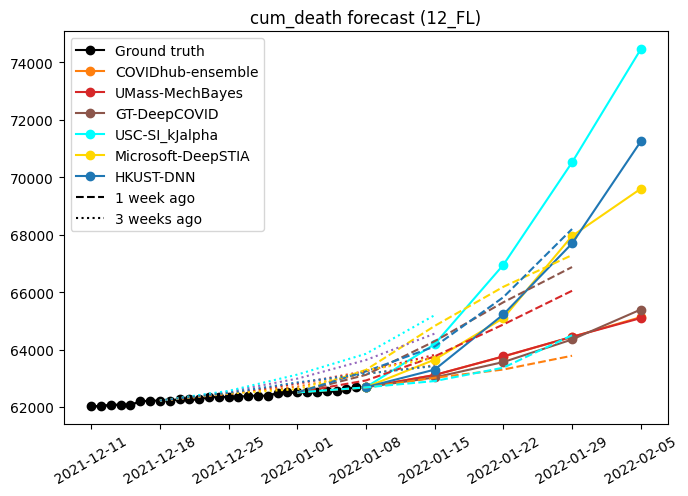 cum_death forecast (12_FL)
Ground truth
COVIDhub-ensemble
UMass-MechBayes
GT-DeepCOVID
USC-SI_kJalpha
Microsoft-DeepSTIA
HKUST-DNN
1 week ago
3 weeks ago
74000
72000
70000
68000
66000
64000
62000
2021-12-11
2021-12-18
2021-12-25
2022-01-01
2022-01-08
2022-01-15
2022-01-22
2022-01-29
2022-02-05